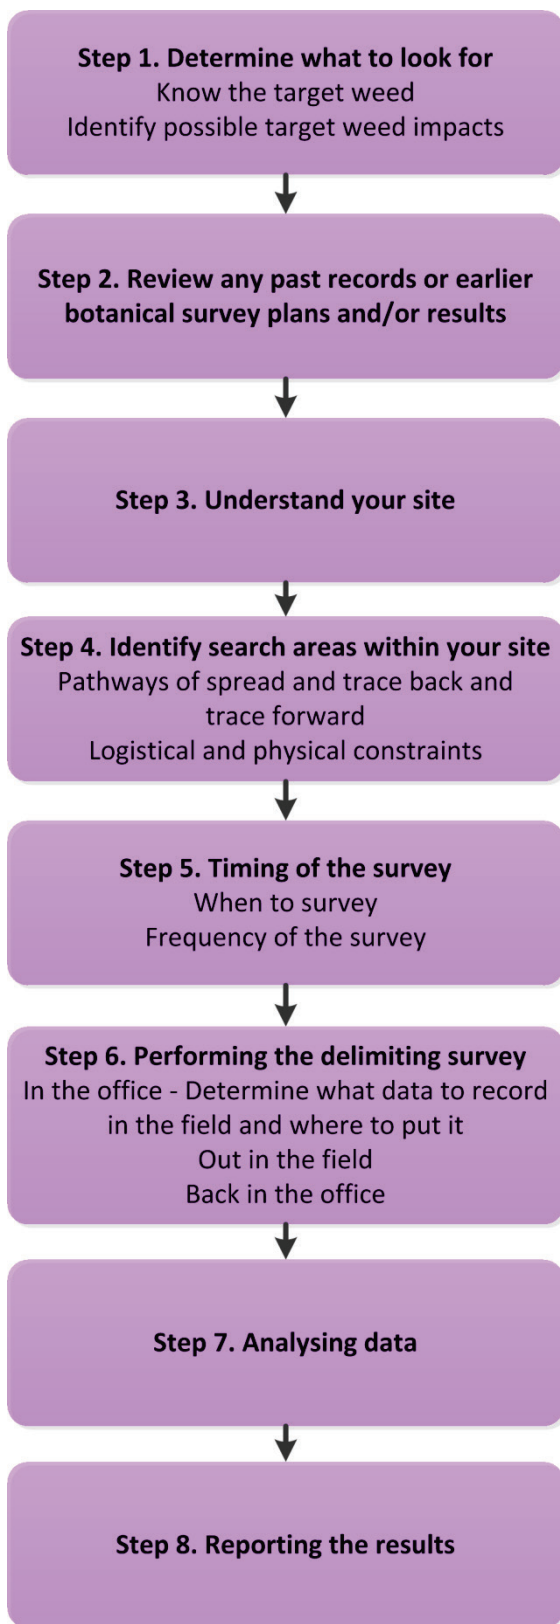 Step 1. Determine what to look for
Know the target weed
Identify possible target weed impacts
Step 2. Review any past records or earlier
botanical survey plans and/or results
Step 3. Understand your site
Step 4. Identify search areas within your site
Pathways of spread and trace back and
trace forward
Logistical and physical constraints
Step 5. Timing of the survey
When to survey
Frequency of the survey
Step 6. Performing the delimiting survey
In the office - Determine what data to record
in the field and where to put it
Out in the field
Back in the office
Step 7. Analysing data
Step 8. Reporting the results